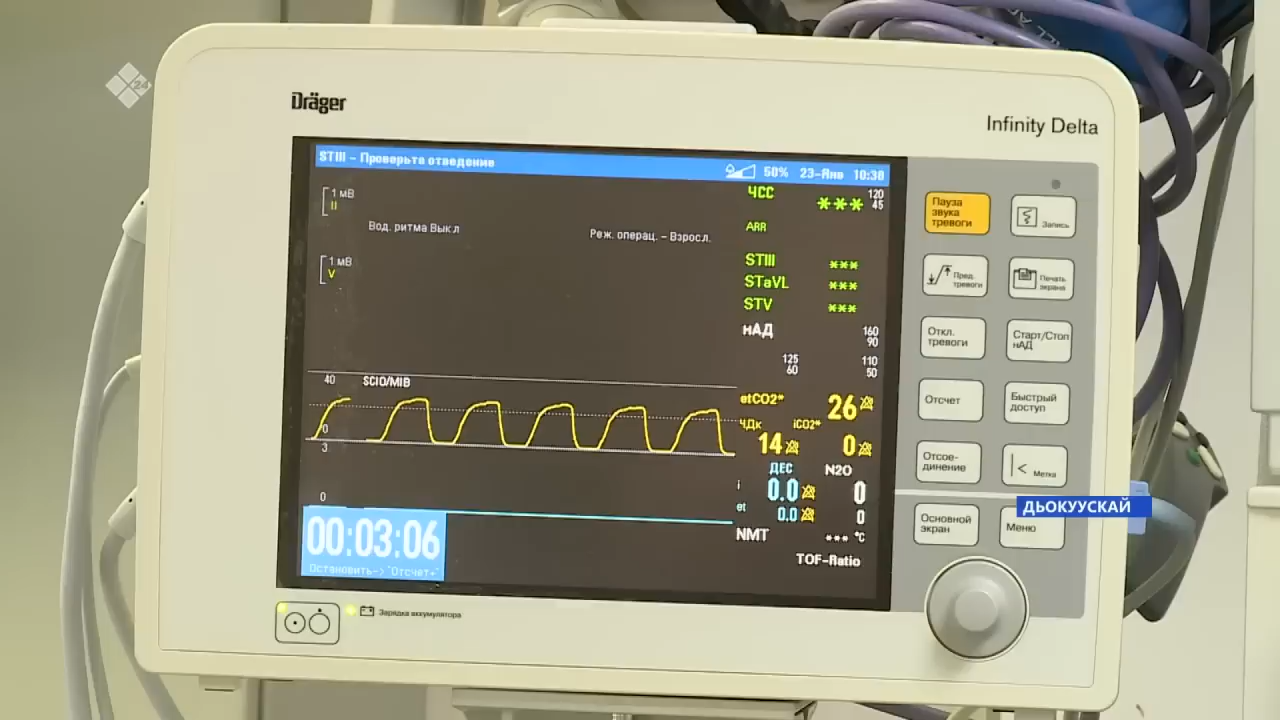 24
Dräger
Infinity Delta
STIII – Проверьте отведение
50% 23-Янв 10:38
1 мВ
II
Вод. ритма Выкл
Реж. операц. – Взросл.
1 мВ
V
ЧСС
*** 120
45
ARR
STIII ***
STaVL ***
STV ***
нАД 160
90
125
60
110
50
40 SCIO/MIB
0
3
etCO2* 26
ЧДк iCO2*
14 0
ДЕС N2O
i 0.0 0
et 0.0 0
0
NMT *** °C
TOF-Ratio
00:03:06
Остановить-> "Отсчет+"
Зарядка аккумулятора
Пауза
звука
тревоги
Запись
Пред.
тревоги
Печать
экрана
Откл.
тревоги
Старт/Стоп
нАД
Отсчет
Быстрый
доступ
Отсое-
динение
Метка
Основной
экран
Меню
ДЬОКУУСКАЙ